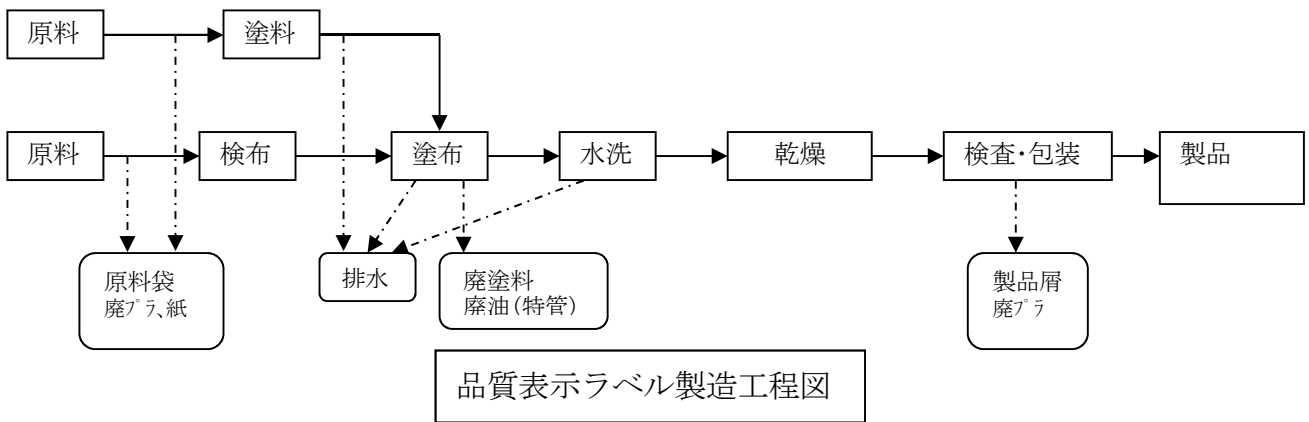 原料
塗料
原料
検布
塗布
水洗
乾燥
検査・包装
製品
原料袋
廃プラ、紙
排水
廃塗料
廃油(特管)
製品屑
廃プラ
品質表示ラベル製造工程図